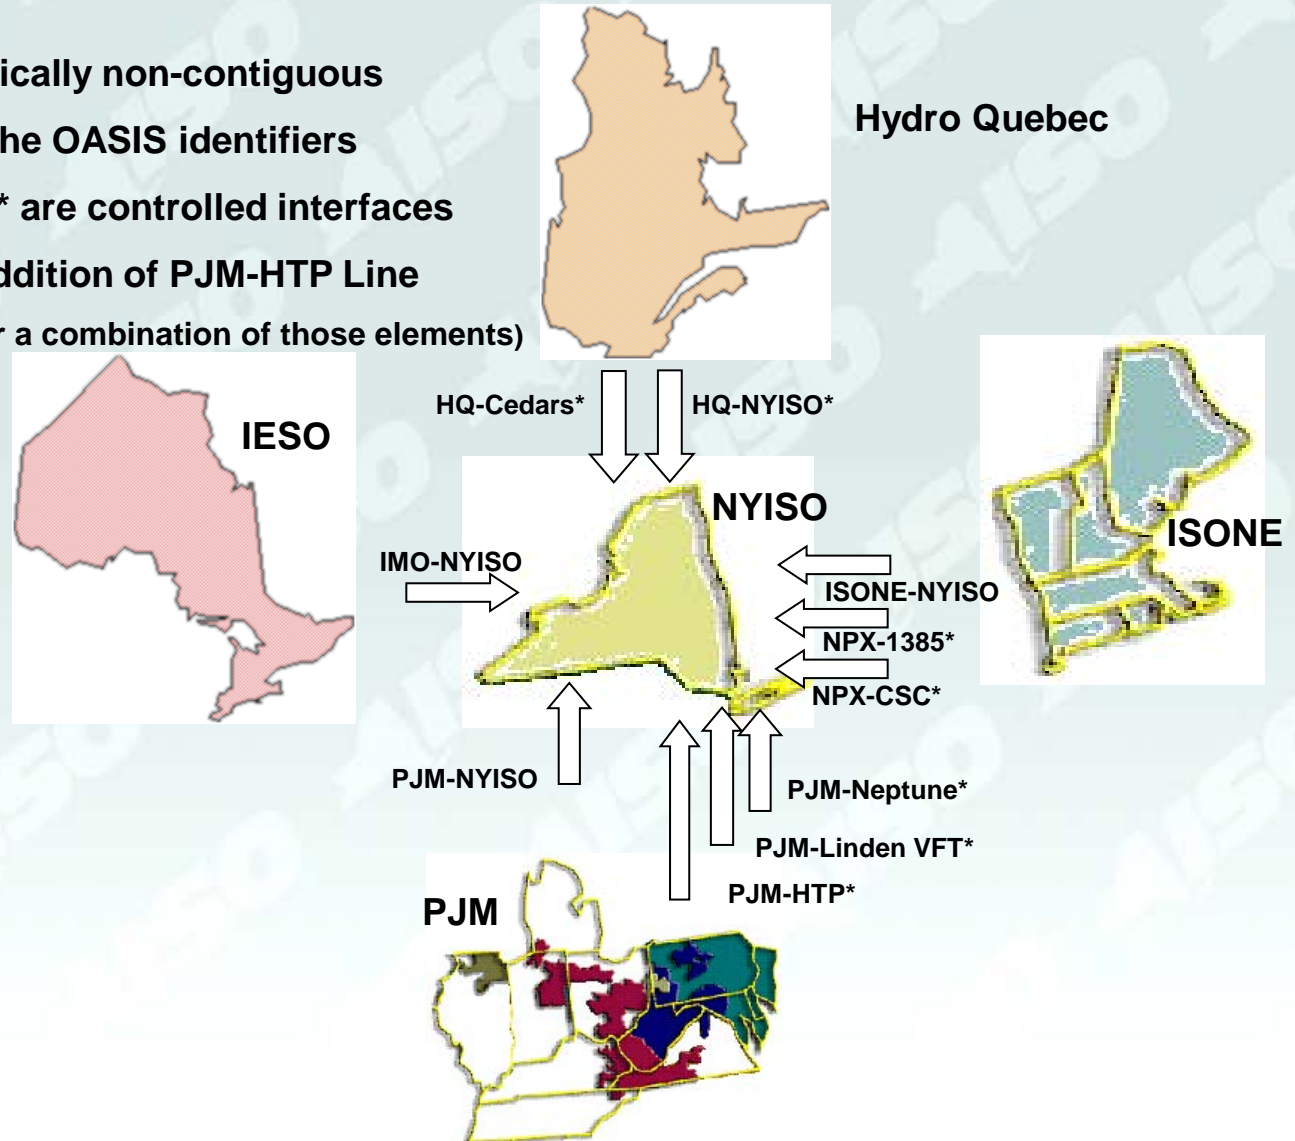 ically non-contiguous
he OASIS identifiers
* are controlled interfaces
ddition of PJM-HTP Line
r a combination of those elements)
Hydro Quebec
HQ-Cedars*
HQ-NYISO*
IESO
NYISO
ISONE
IMO-NYISO
ISONE-NYISO
NPX-1385*
NPX-CSC*
PJM-NYISO
PJM-Neptune*
PJM-Linden VFT*
PJM-HTP*
PJM